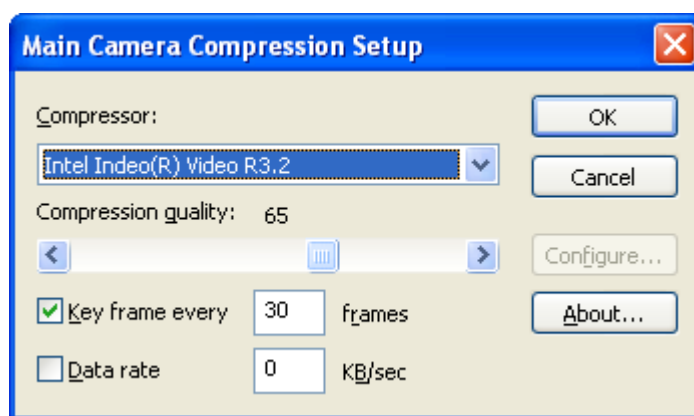 Main Camera Compression Setup
Compressor:
OK
Intel Indeo(R) Video R3.2
Cancel
Compression quality: 65
Configure...
Key frame every 30 frames
About...
Data rate 0 KB/sec